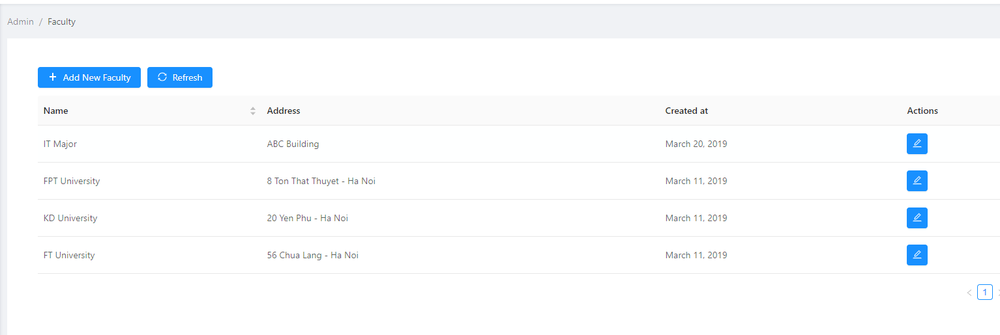 Admin / Faculty
Add New Faculty Refresh
Name Address Created at Actions
IT Major ABC Building March 20, 2019
FPT University 8 Ton That Thuyet - Ha Noi March 11, 2019
KD University 20 Yen Phu - Ha Noi March 11, 2019
FT University 56 Chua Lang - Ha Noi March 11, 2019
1